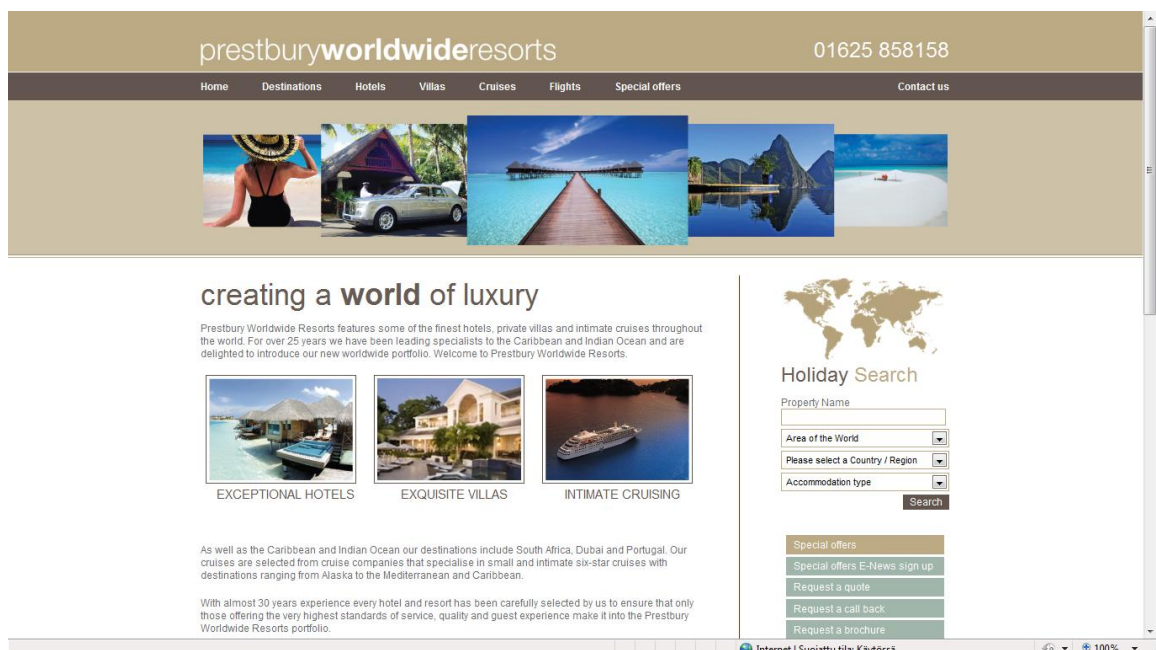 prestburyworldwideresorts
01625 858158
Home Destinations Hotels Villas Cruises Flights Special offers Contact us
creating a world of luxury
Prestbury Worldwide Resorts features some of the finest hotels, private villas and intimate cruises throughout
the world. For over 25 years we have been leading specialists to the Caribbean and Indian Ocean and are
delighted to introduce our new worldwide portfolio. Welcome to Prestbury Worldwide Resorts.
EXCEPTIONAL HOTELS
EXQUISITE VILLAS
INTIMATE CRUISING
As well as the Caribbean and Indian Ocean our destinations include South Africa, Dubai and Portugal. Our
cruises are selected from cruise companies that specialise in small and intimate six-star cruises with
destinations ranging from Alaska to the Mediterranean and Caribbean.
With almost 30 years experience every hotel and resort has been carefully selected by us to ensure that only
those offering the very highest standards of service, quality and guest experience make it into the Prestbury
Worldwide Resorts portfolio.
Holiday Search
Property Name
Area of the World
Please select a Country / Region
Accommodation type
Search
Special offers
Special offers E-News sign up
Request a quote
Request a call back
Request a brochure
Internet | Suojattu tila: Käytössä
100%